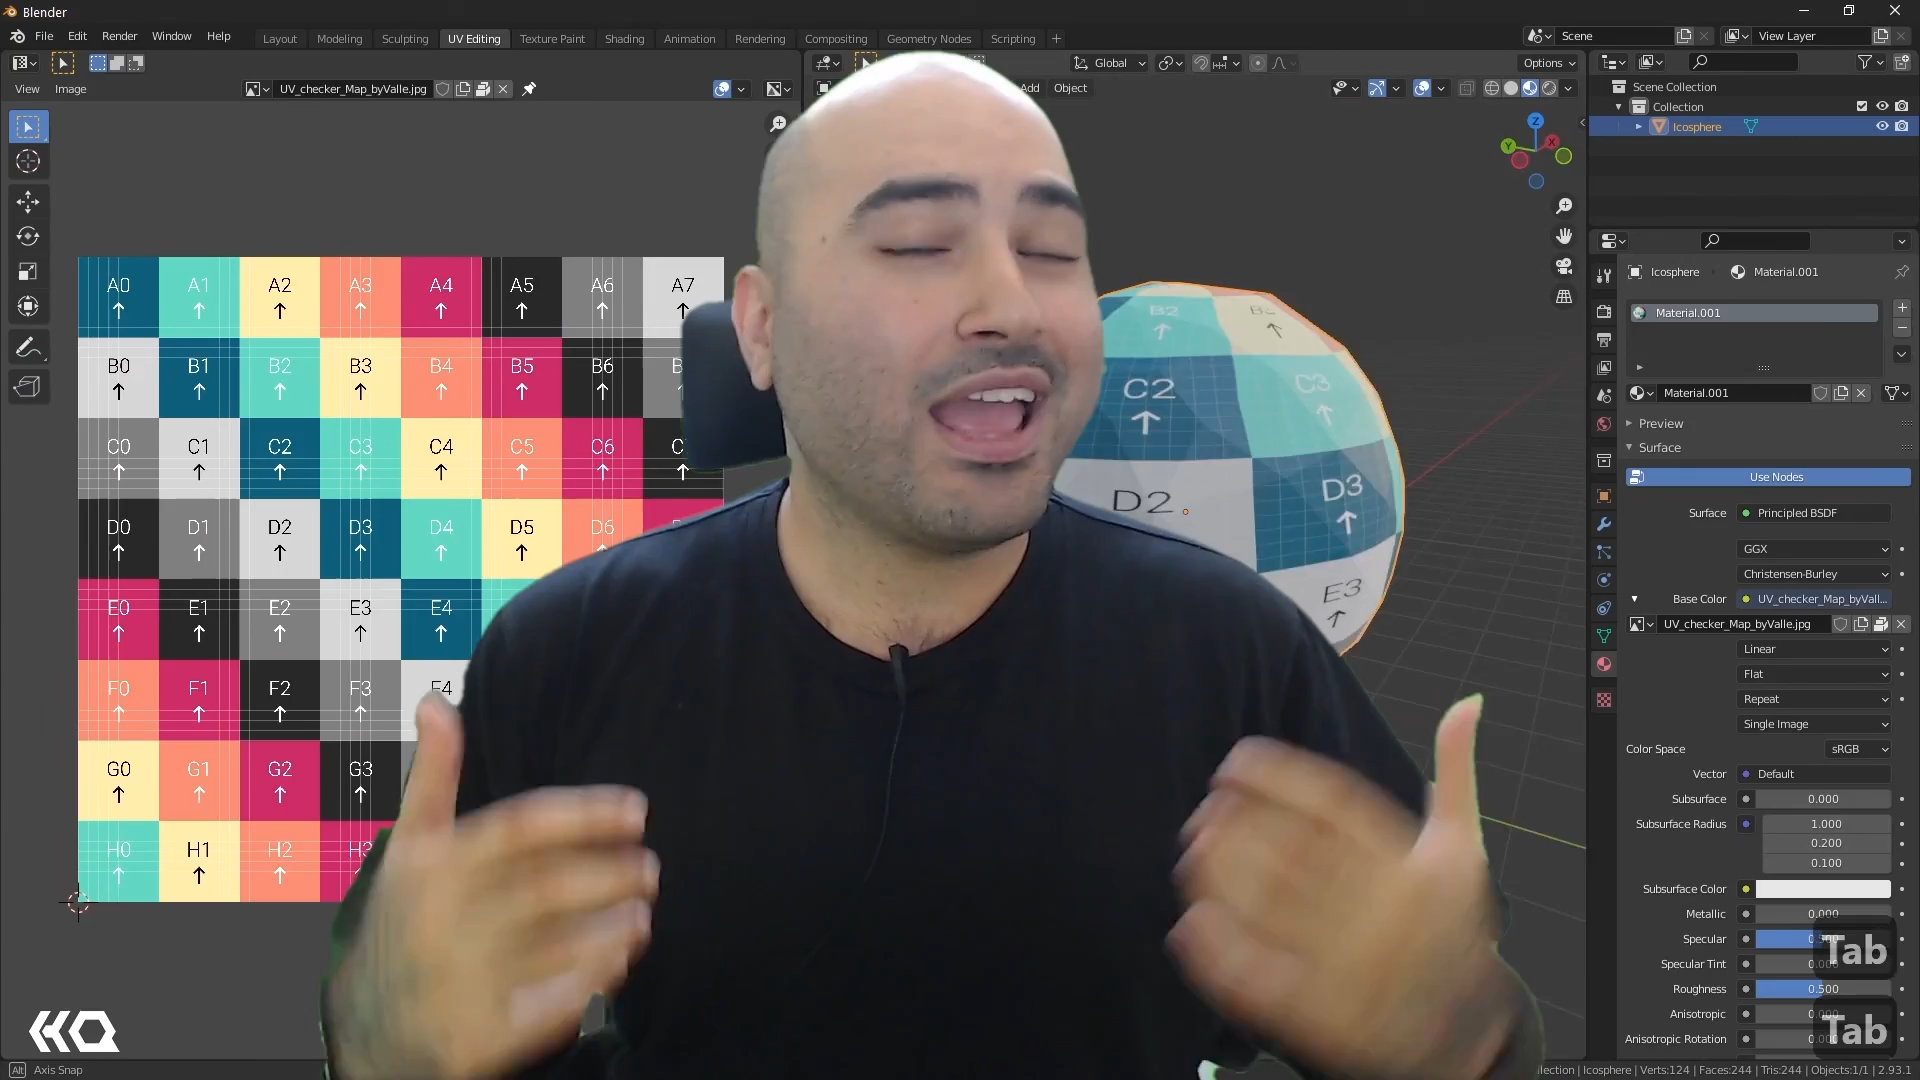 Blender
File Edit Render Window Help
Layout Modeling Sculpting UV Editing Texture Paint Shading Animation Rendering Compositing Geometry Nodes Scripting +
Scene
View Layer
Global
Options
View Image
UV_checker_Map_byValle.jpg
Add Object
Scene Collection
Collection
Icosphere
Z
Y
X
A0 A1 A2 A3 A4 A5 A6 A7
B0 B1 B2 B3 B4 B5 B6 B
C0 C1 C2 C3 C4 C5 C6 C
D0 D1 D2 D3 D4 D5 D6
E0 E1 E2 E3 E4
F0 F1 F2 F3 F4
G0 G1 G2 G3
H0 H1 H2 H3
B2
C2 C3
D2 D3
E3
Icosphere Material.001
Material.001
Material.001
Preview
Surface
Use Nodes
Surface Principled BSDF
GGX
Christensen-Burley
Base Color UV_checker_Map_byVall...
UV_checker_Map_byValle.jpg
Linear
Flat
Repeat
Single Image
Color Space sRGB
Vector Default
Subsurface 0.000
Subsurface Radius 1.000
0.200
0.100
Subsurface Color
Metallic 0.000
Specular
Specular Tint
Roughness 0.500
Anisotropic
Anisotropic Rotation
Tab
Tab
HQ
Alt Axis Snap
llection | Icosphere | Verts:124 | Faces:244 | Tris:244 | Objects:1/1 | 2.93.1